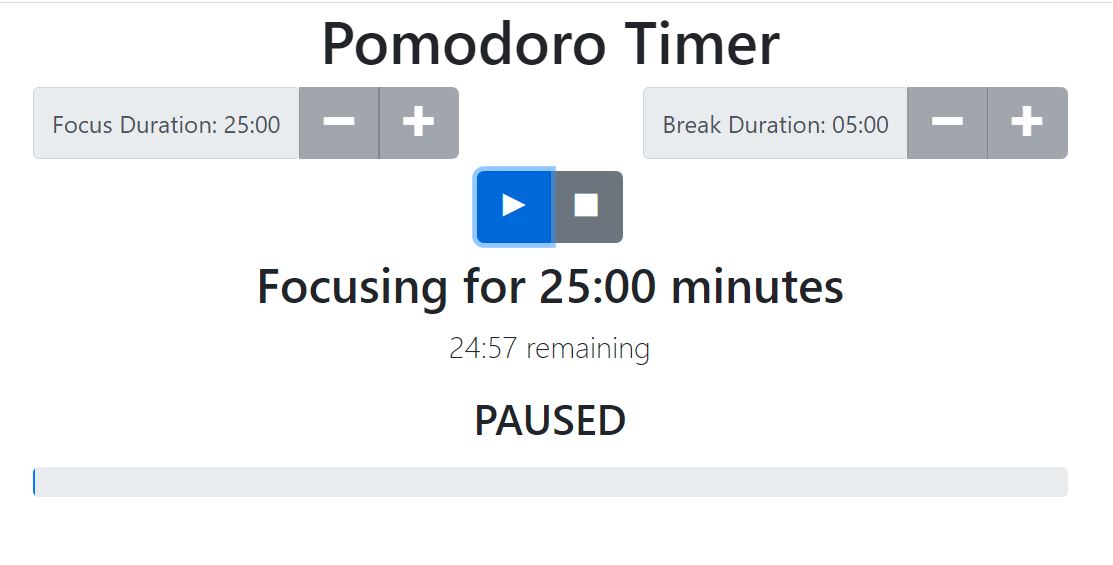 Pomodoro Timer
Focus Duration: 25:00
Break Duration: 05:00
Focusing for 25:00 minutes
24:57 remaining
PAUSED